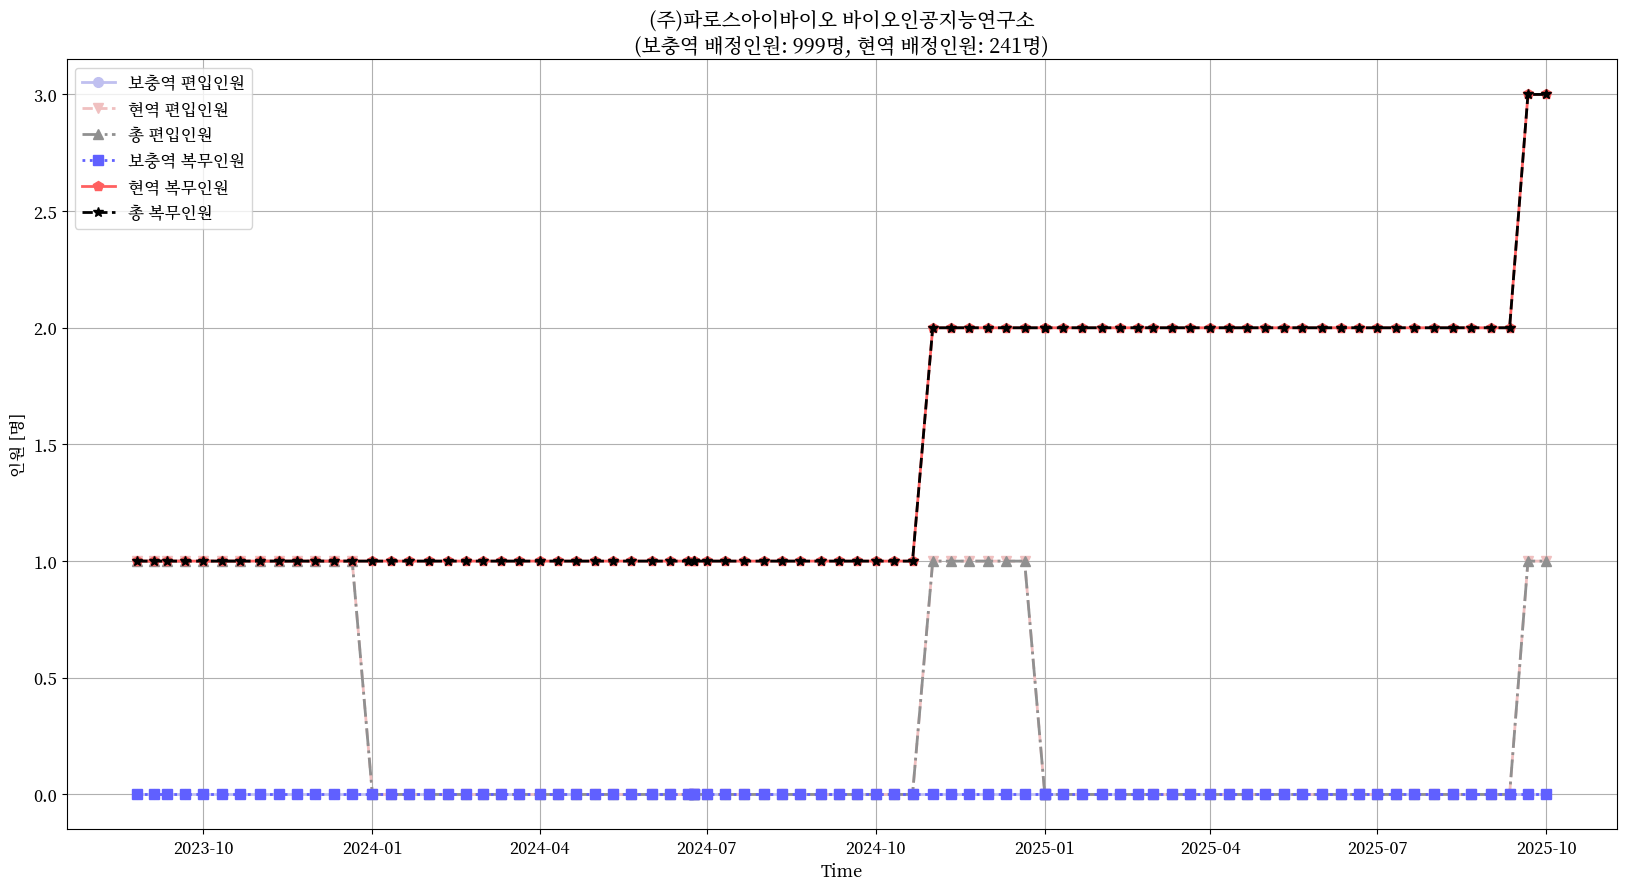 (주)파로스아이바이오 바이오인공지능연구소
(보충역 배정인원: 999명, 현역 배정인원: 241명)
보충역 편입인원
현역 편입인원
총 편입인원
보충역 복무인원
현역 복무인원
총 복무인원
3.0
2.5
2.0
1.5
1.0
0.5
0.0
인원 [명]
2023-10
2024-01
2024-04
2024-07
2024-10
2025-01
2025-04
2025-07
2025-10
Time